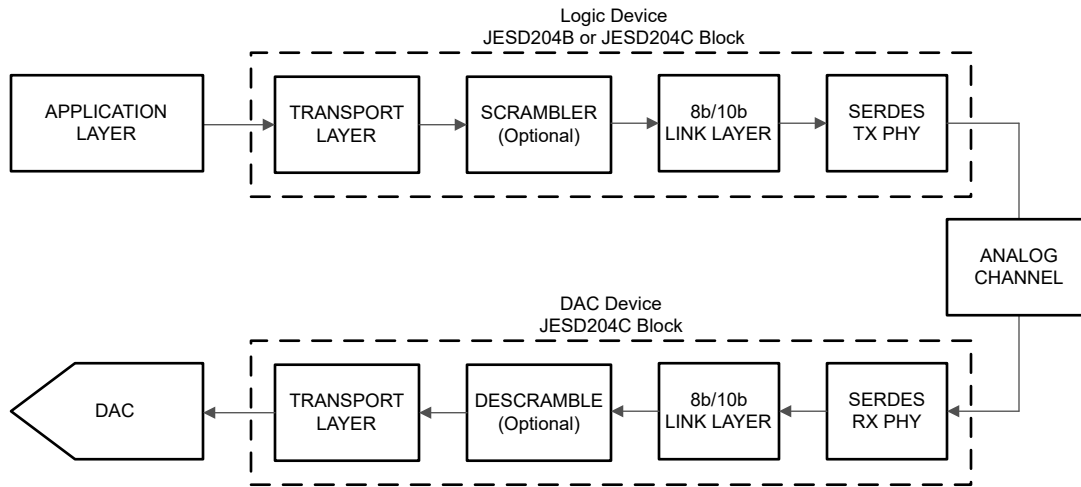 Logic Device
JESD204B or JESD204C Block
APPLICATION
LAYER
TRANSPORT
LAYER
SCRAMBLER
(Optional)
8b/10b
LINK LAYER
SERDES
TX PHY
ANALOG
CHANNEL
DAC Device
JESD204C Block
DAC
TRANSPORT
LAYER
DESCRAMBLE
(Optional)
8b/10b
LINK LAYER
SERDES
RX PHY